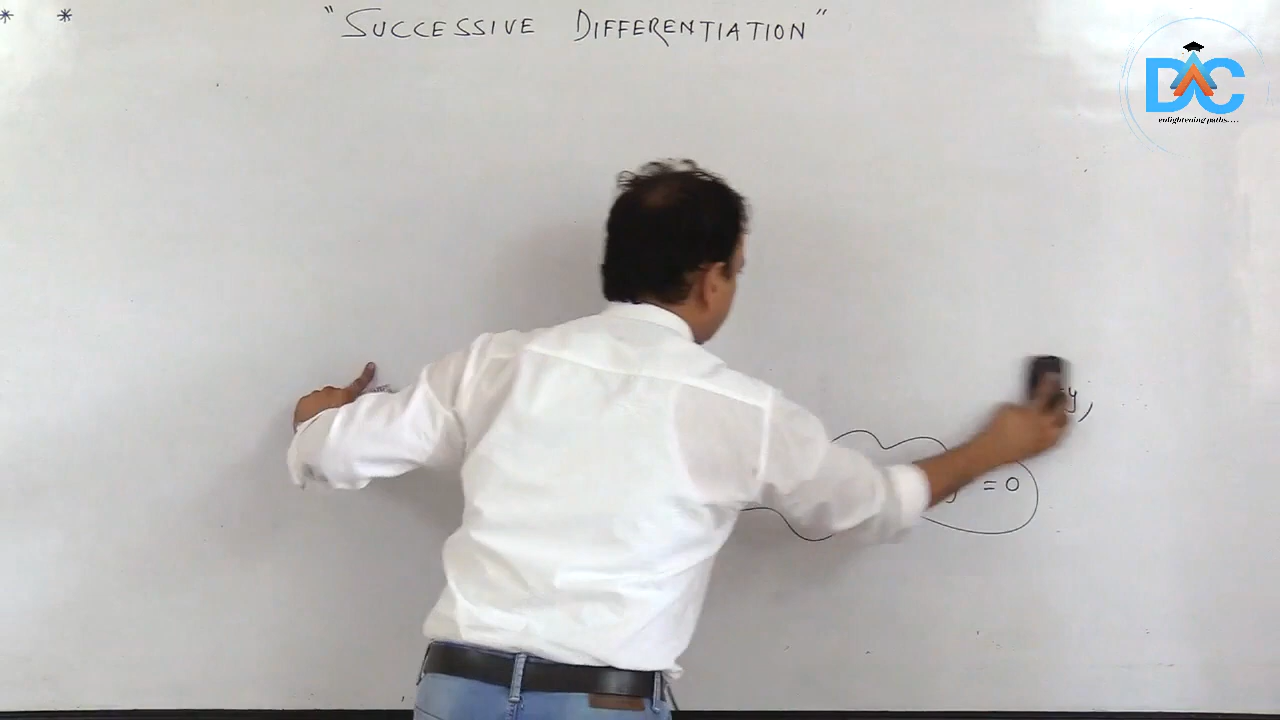 * * "SUCCESSIVE DIFFERENTIATION"
DAC
enlightening paths....
y,
= 0